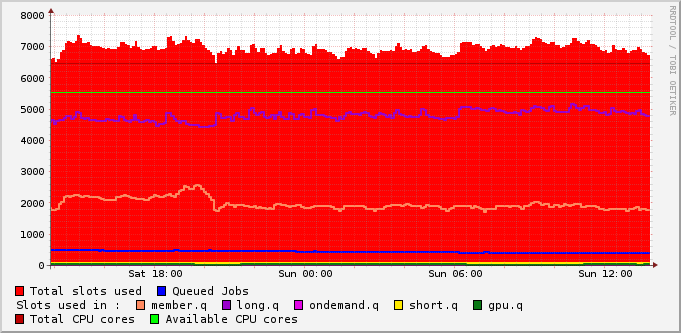 8000
7000
6000
5000
4000
3000
2000
1000
0
Sat 18:00 Sun 00:00 Sun 06:00 Sun 12:00
RRDTOOL / TOBI OETIKER
Total slots used Queued Jobs
Slots used in : member.q long.q ondemand.q short.q gpu.q
Total CPU cores Available CPU cores